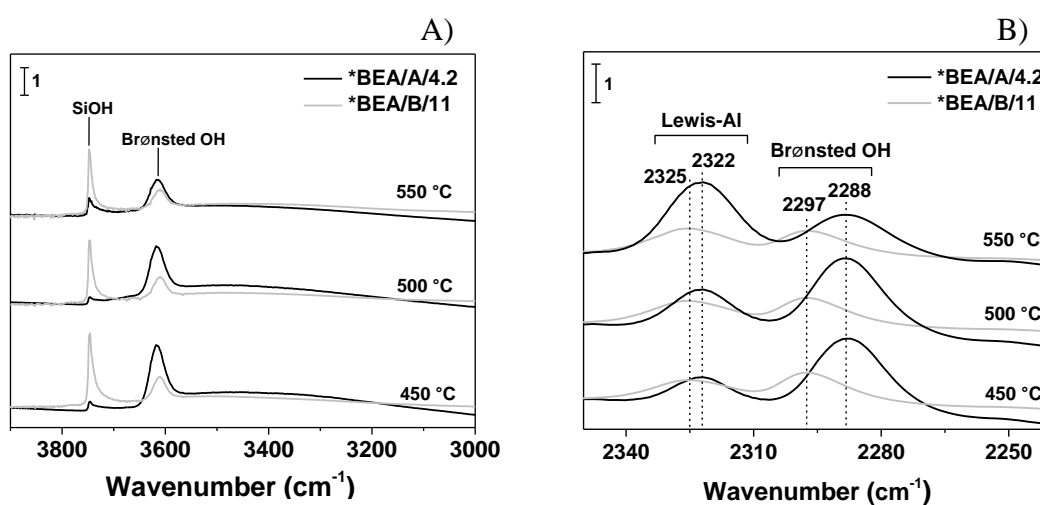 A)
1
*BEA/A/4.2
*BEA/B/11
SiOH
Brønsted OH
550 °C
500 °C
450 °C
3800 3600 3400 3200 3000
Wavenumber (cm⁻¹)
B)
1
*BEA/A/4.2
*BEA/B/11
Lewis-Al
Brønsted OH
2325 2322
2297 2288
550 °C
500 °C
450 °C
2340 2310 2280 2250
Wavenumber (cm⁻¹)